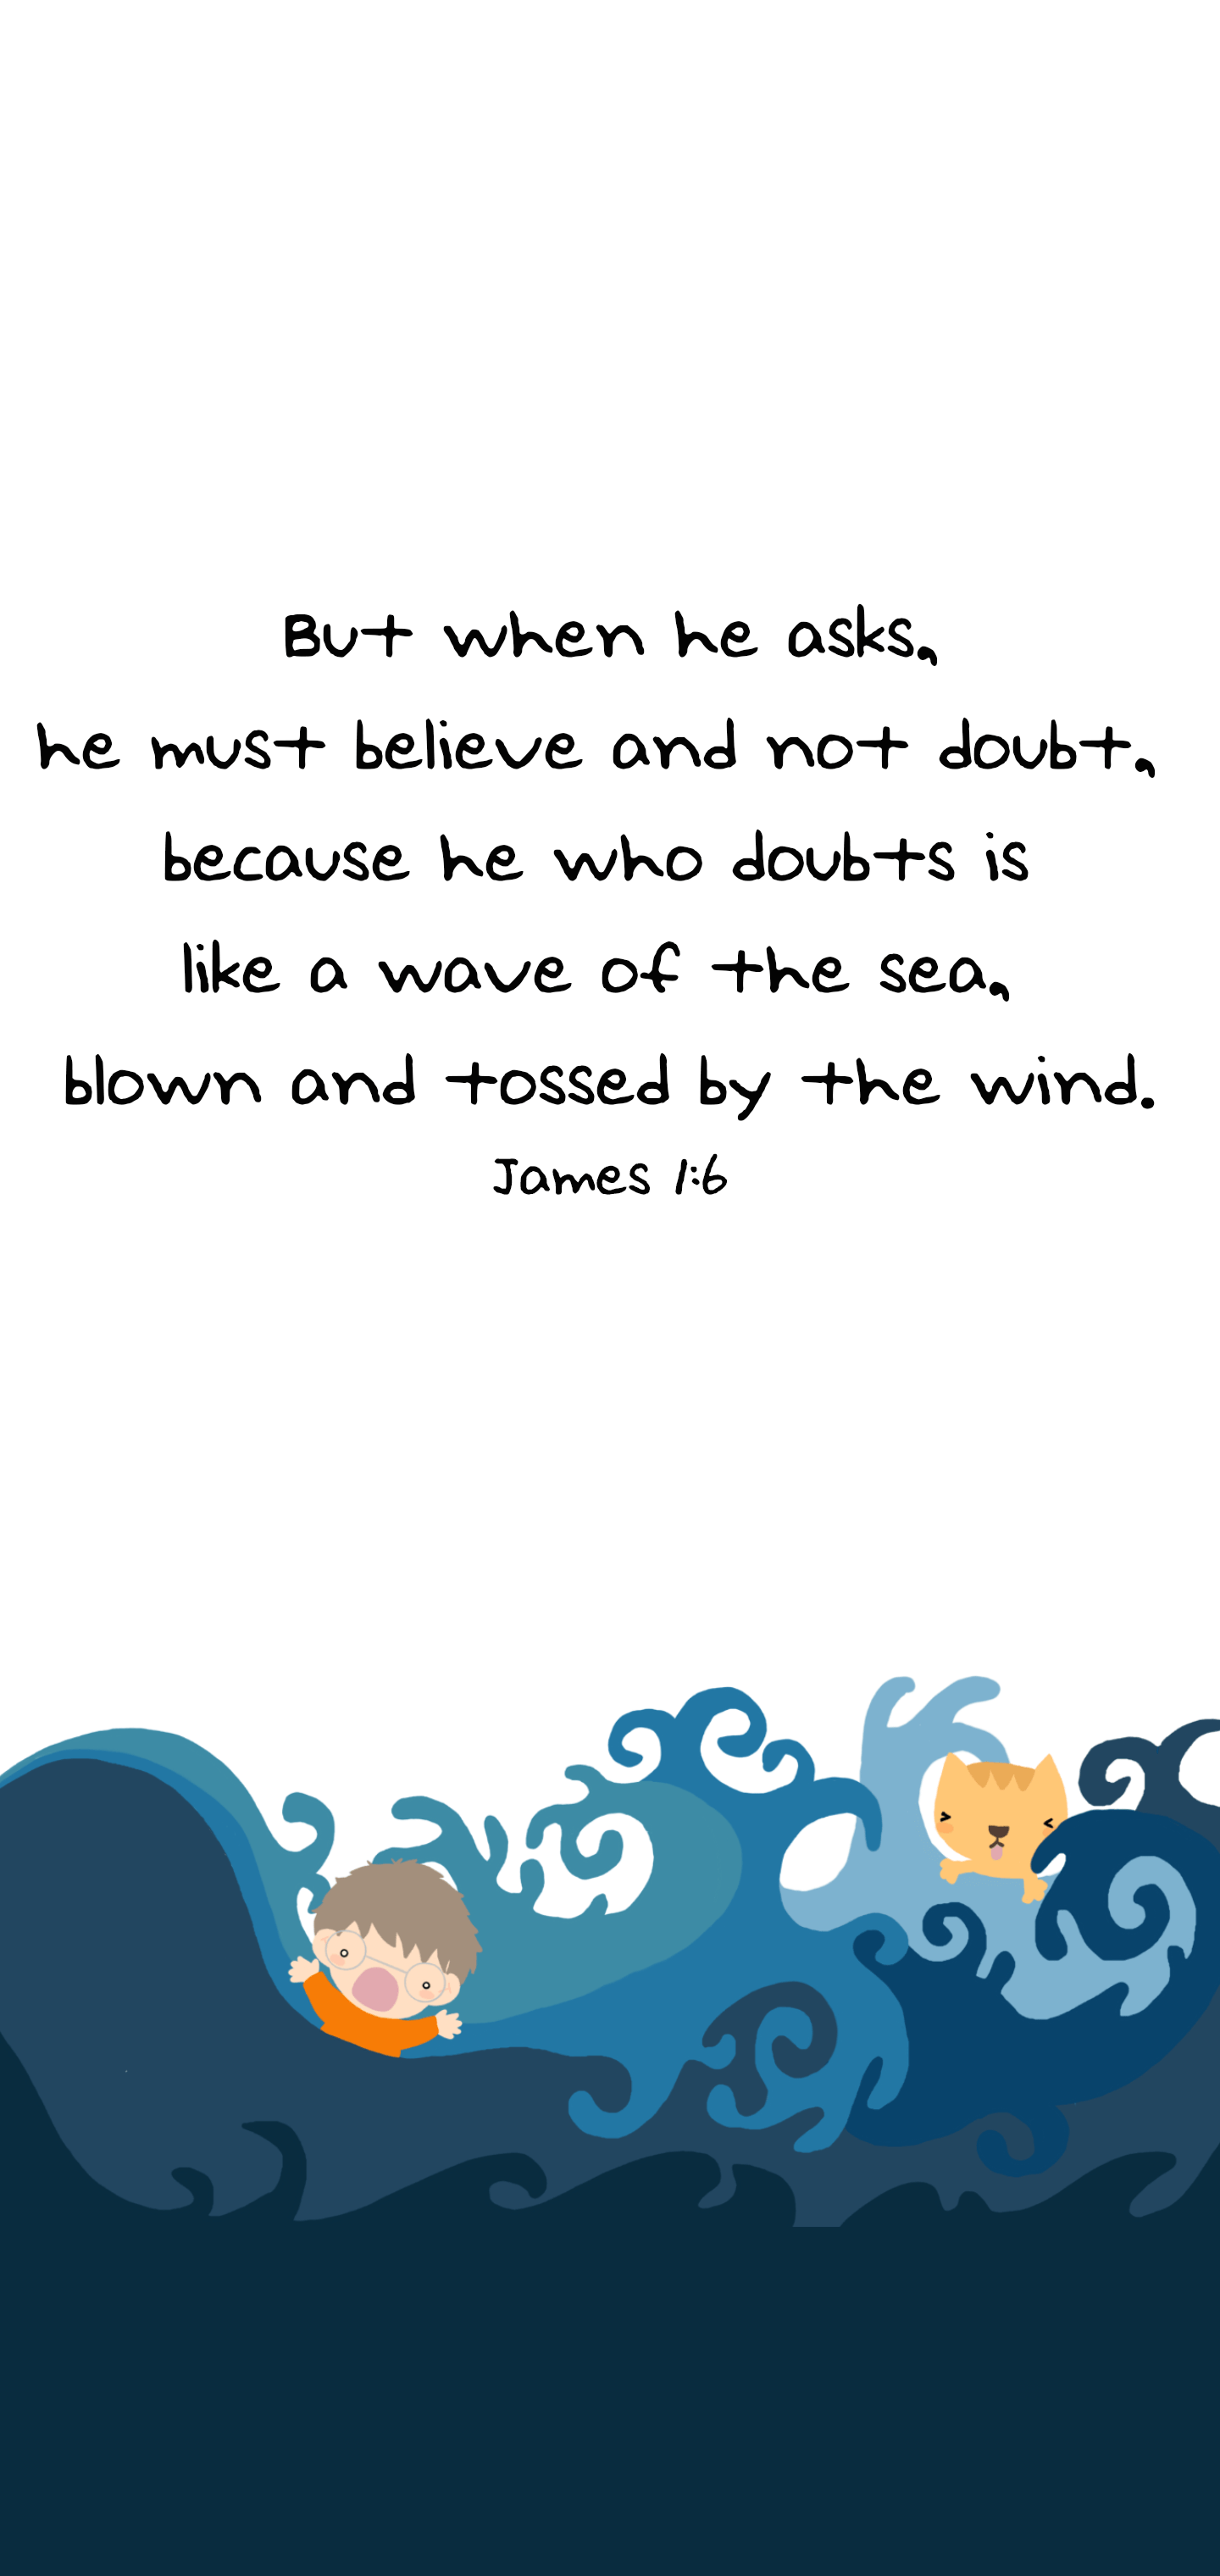 But when he asks,
he must believe and not doubt,
because he who doubts is
like a wave of the sea,
blown and tossed by the wind.
James 1:6